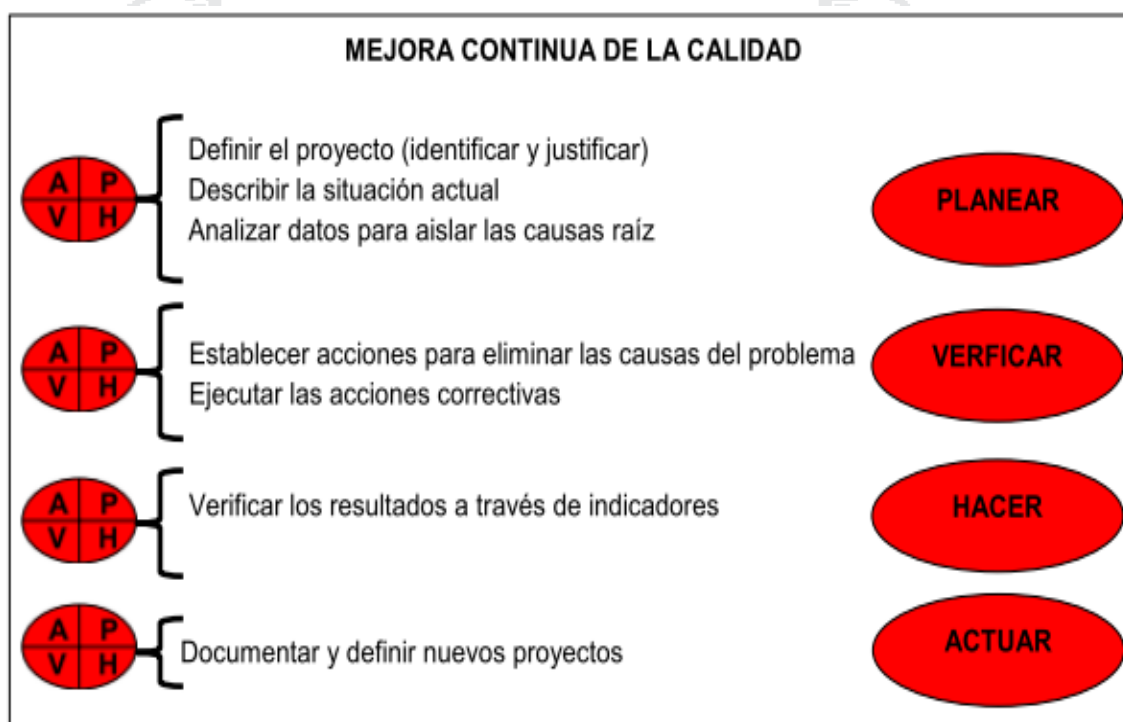 MEJORA CONTINUA DE LA CALIDAD
A P
V H
Definir el proyecto (identificar y justificar)
Describir la situación actual
Analizar datos para aislar las causas raíz
PLANEAR
A P
V H
Establecer acciones para eliminar las causas del problema
Ejecutar las acciones correctivas
VERFICAR
A P
V H
Verificar los resultados a través de indicadores
HACER
A P
V H
Documentar y definir nuevos proyectos
ACTUAR